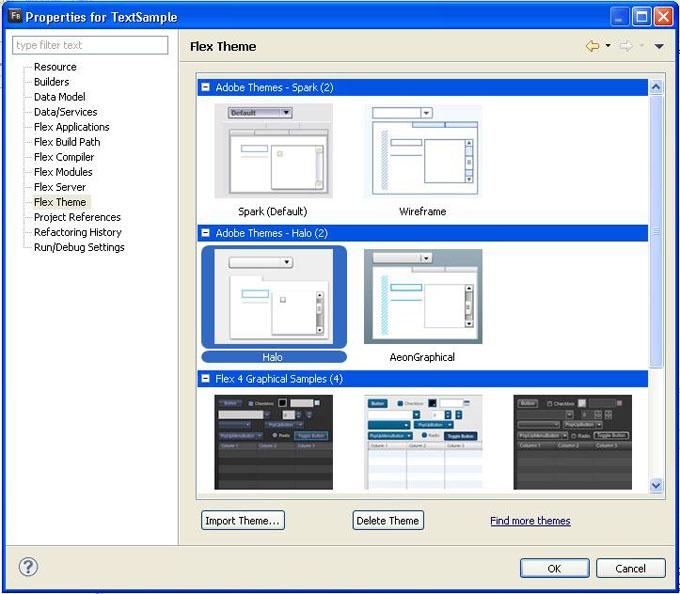 FB Properties for TextSample
type filter text
Flex Theme
Resource
Builders
Data Model
Data/Services
Flex Applications
Flex Build Path
Flex Compiler
Flex Modules
Flex Server
Flex Theme
Project References
Refactoring History
Run/Debug Settings
Adobe Themes - Spark (2)
Default
Spark (Default)
Wireframe
Adobe Themes - Halo (2)
Halo
AeonGraphical
Flex 4 Graphical Samples (4)
Button Checkbox
PopUpButton
PopUpMenuButton Radio Toggle Button
Column 1 Column 2 Column 3
Button Checkbox
PopUpButton
PopUpMenuButton Radio Toggle Button
Column 1 Column 2 Column 3
Button Checkbox
PopUpButton
PopUpMenuButton Radio Toggle Button
Column 1 Column 2 Column 3
Import Theme...
Delete Theme
Find more themes
?
OK
Cancel